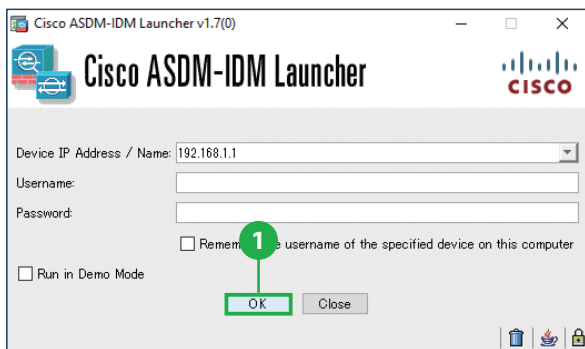 Cisco ASDM-IDM Launcher v1.7(0)
Cisco ASDM-IDM Launcher
CISCO
Device IP Address / Name: 192.168.1.1
Username:
Password:
1
username of the specified device on this computer
Run in Demo Mode
OK
Close